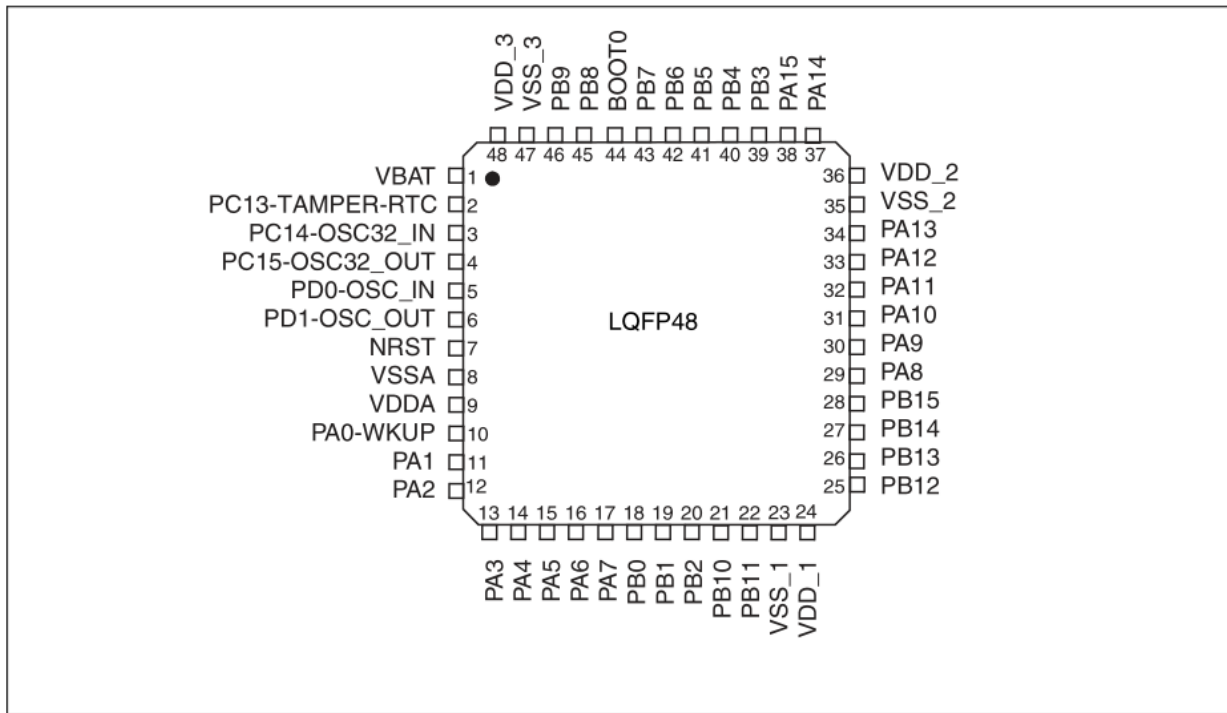 VDD_3
VSS_3
PB9
PB8
BOOT0
PB7
PB6
PB5
PB4
PB3
PA15
PA14
48 47 46 45 44 43 42 41 40 39 38 37
VBAT 1
PC13-TAMPER-RTC 2
PC14-OSC32_IN 3
PC15-OSC32_OUT 4
PD0-OSC_IN 5
PD1-OSC_OUT 6
NRST 7
VSSA 8
VDDA 9
PA0-WKUP 10
PA1 11
PA2 12
LQFP48
36 VDD_2
35 VSS_2
34 PA13
33 PA12
32 PA11
31 PA10
30 PA9
29 PA8
28 PB15
27 PB14
26 PB13
25 PB12
13 14 15 16 17 18 19 20 21 22 23 24
PA3
PA4
PA5
PA6
PA7
PB0
PB1
PB2
PB10
PB11
VSS_1
VDD_1